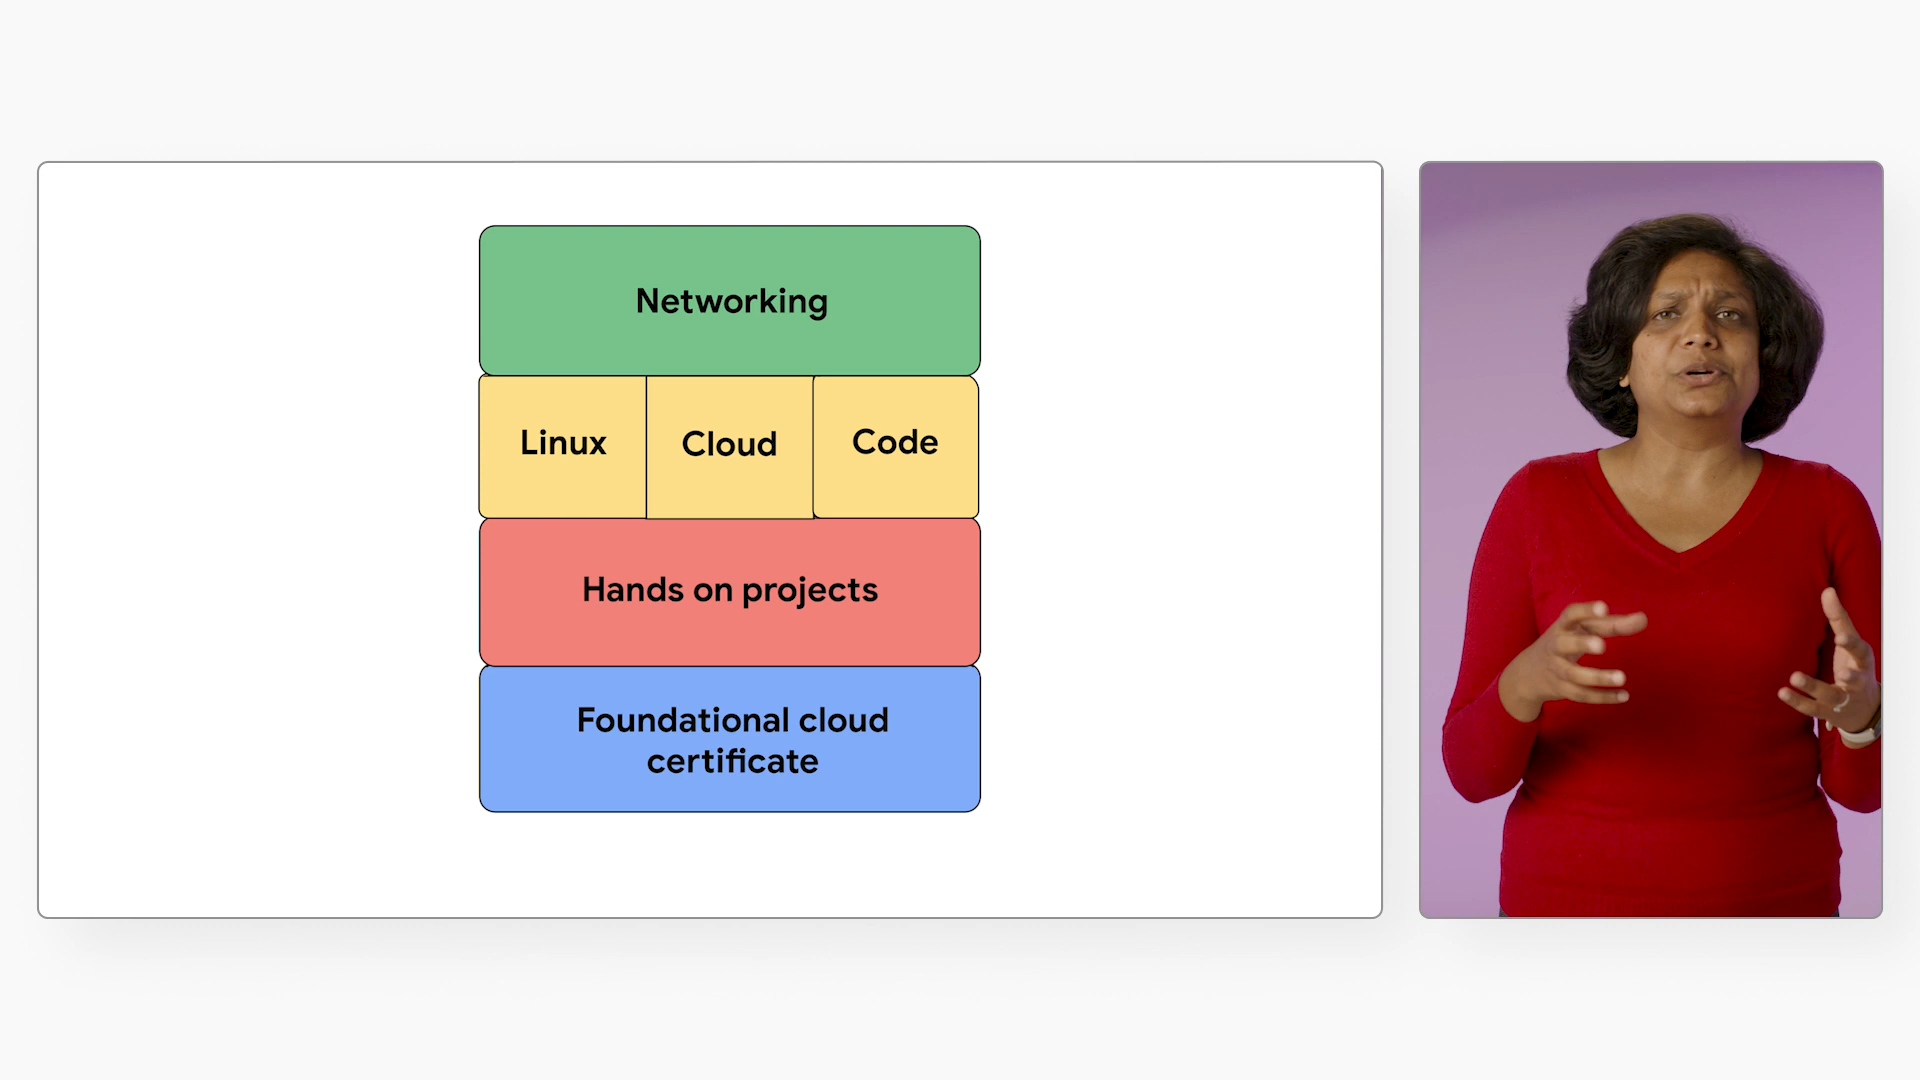 Networking
Linux
Cloud
Code
Hands on projects
Foundational cloud
certificate